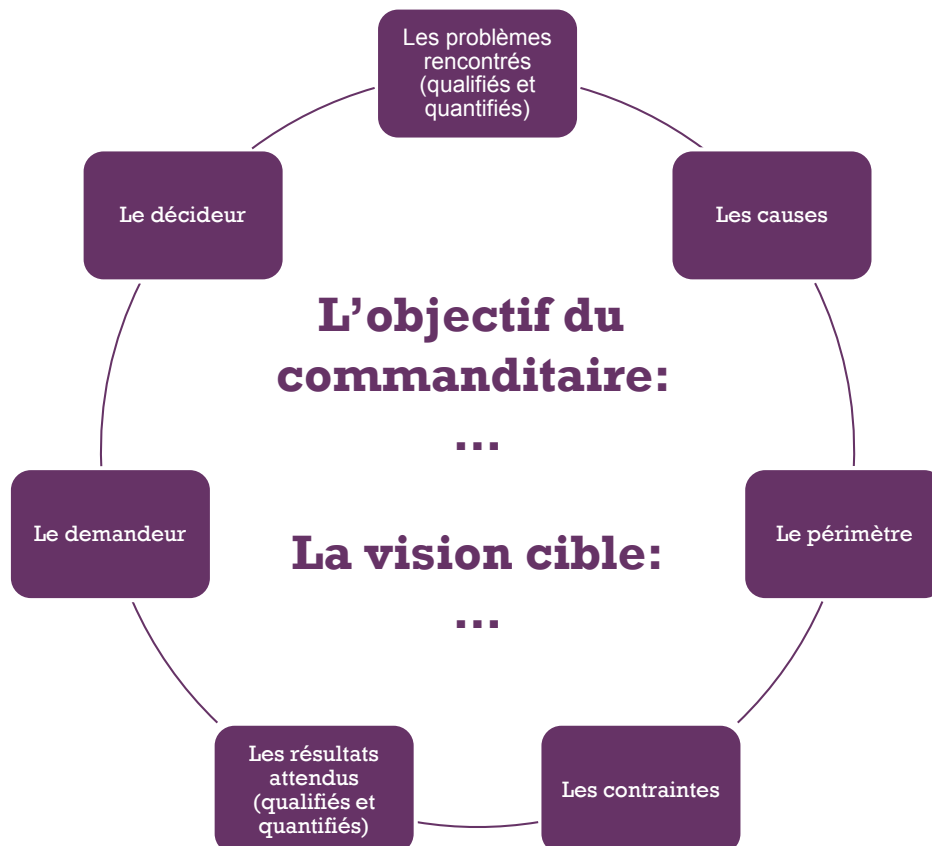 Les problèmes
rencontrés
(qualifiés et
quantifiés)
Le décideur
Les causes
L’objectif du
commanditaire:
...
Le demandeur
Le périmètre
La vision cible:
...
Les résultats
attendus
(qualifiés et
quantifiés)
Les contraintes